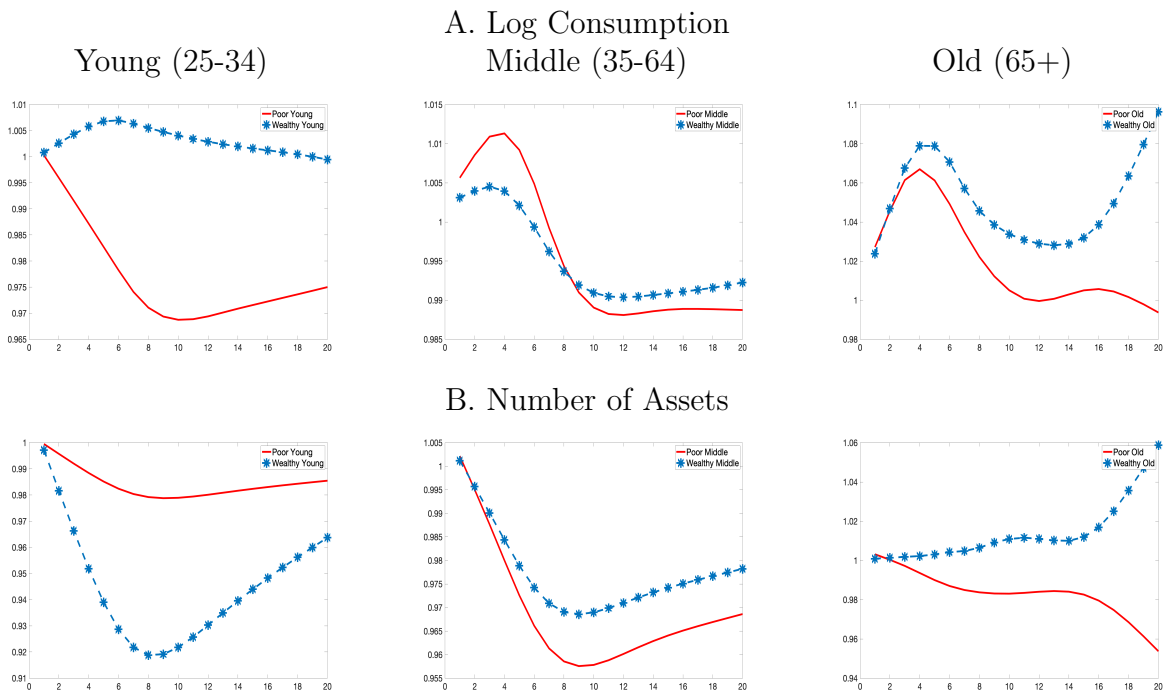 A. Log Consumption
Young (25-34) Middle (35-64) Old (65+)
1.01
1.005
1
0.995
0.99
0.985
0.98
0.975
0.97
0.965
0 2 4 6 8 10 12 14 16 18 20
Poor Young
Wealthy Young
1.015
1.01
1.005
1
0.995
0.99
0.985
0 2 4 6 8 10 12 14 16 18 20
Poor Middle
Wealthy Middle
1.1
1.08
1.06
1.04
1.02
1
0.98
0 2 4 6 8 10 12 14 16 18 20
Poor Old
Wealthy Old
B. Number of Assets
1
0.99
0.98
0.97
0.96
0.95
0.94
0.93
0.92
0.91
0 2 4 6 8 10 12 14 16 18 20
Poor Young
Wealthy Young
1.005
1
0.995
0.99
0.985
0.98
0.975
0.97
0.965
0.96
0.955
0 2 4 6 8 10 12 14 16 18 20
Poor Middle
Wealthy Middle
1.06
1.04
1.02
1
0.98
0.96
0.94
0 2 4 6 8 10 12 14 16 18 20
Poor Old
Wealthy Old